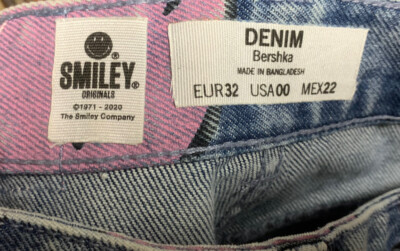 SMILEY®
ORIGINALS
©1971 - 2020
The Smiley Company
DENIM
Bershka
MADE IN BANGLADESH
EUR32 USA00 MEX22